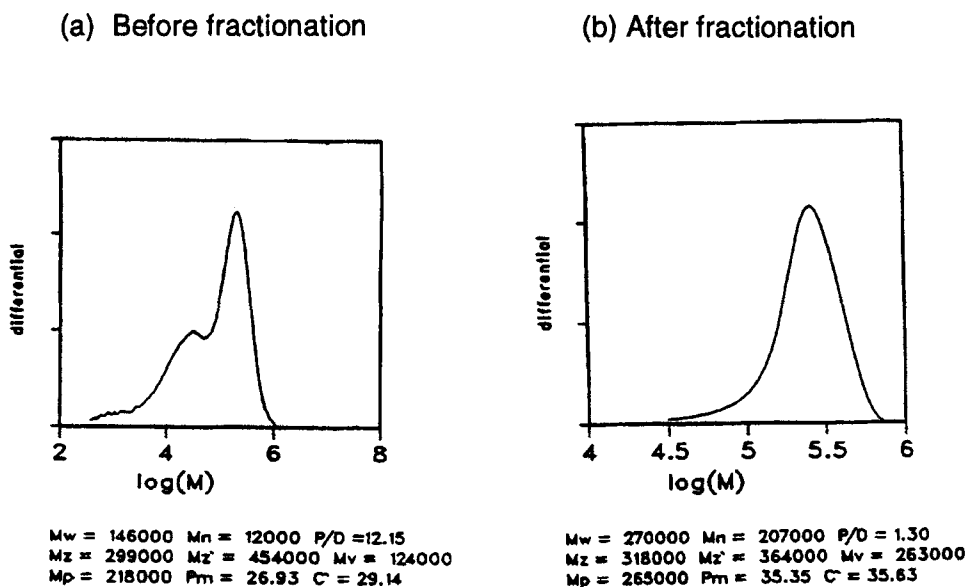 (a) Before fractionation
differential
2 4 6 8
log(M)
Mw = 146000 Mn = 12000 P/D =12.15
Mz = 299000 Mz' = 454000 Mv = 124000
Mp = 218000 Pm = 26.93 C' = 29.14
(b) After fractionation
differential
4 4.5 5 5.5 6
log(M)
Mw = 270000 Mn = 207000 P/D = 1.30
Mz = 318000 Mz' = 364000 Mv = 263000
Mp = 265000 Pm = 35.35 C' = 35.63